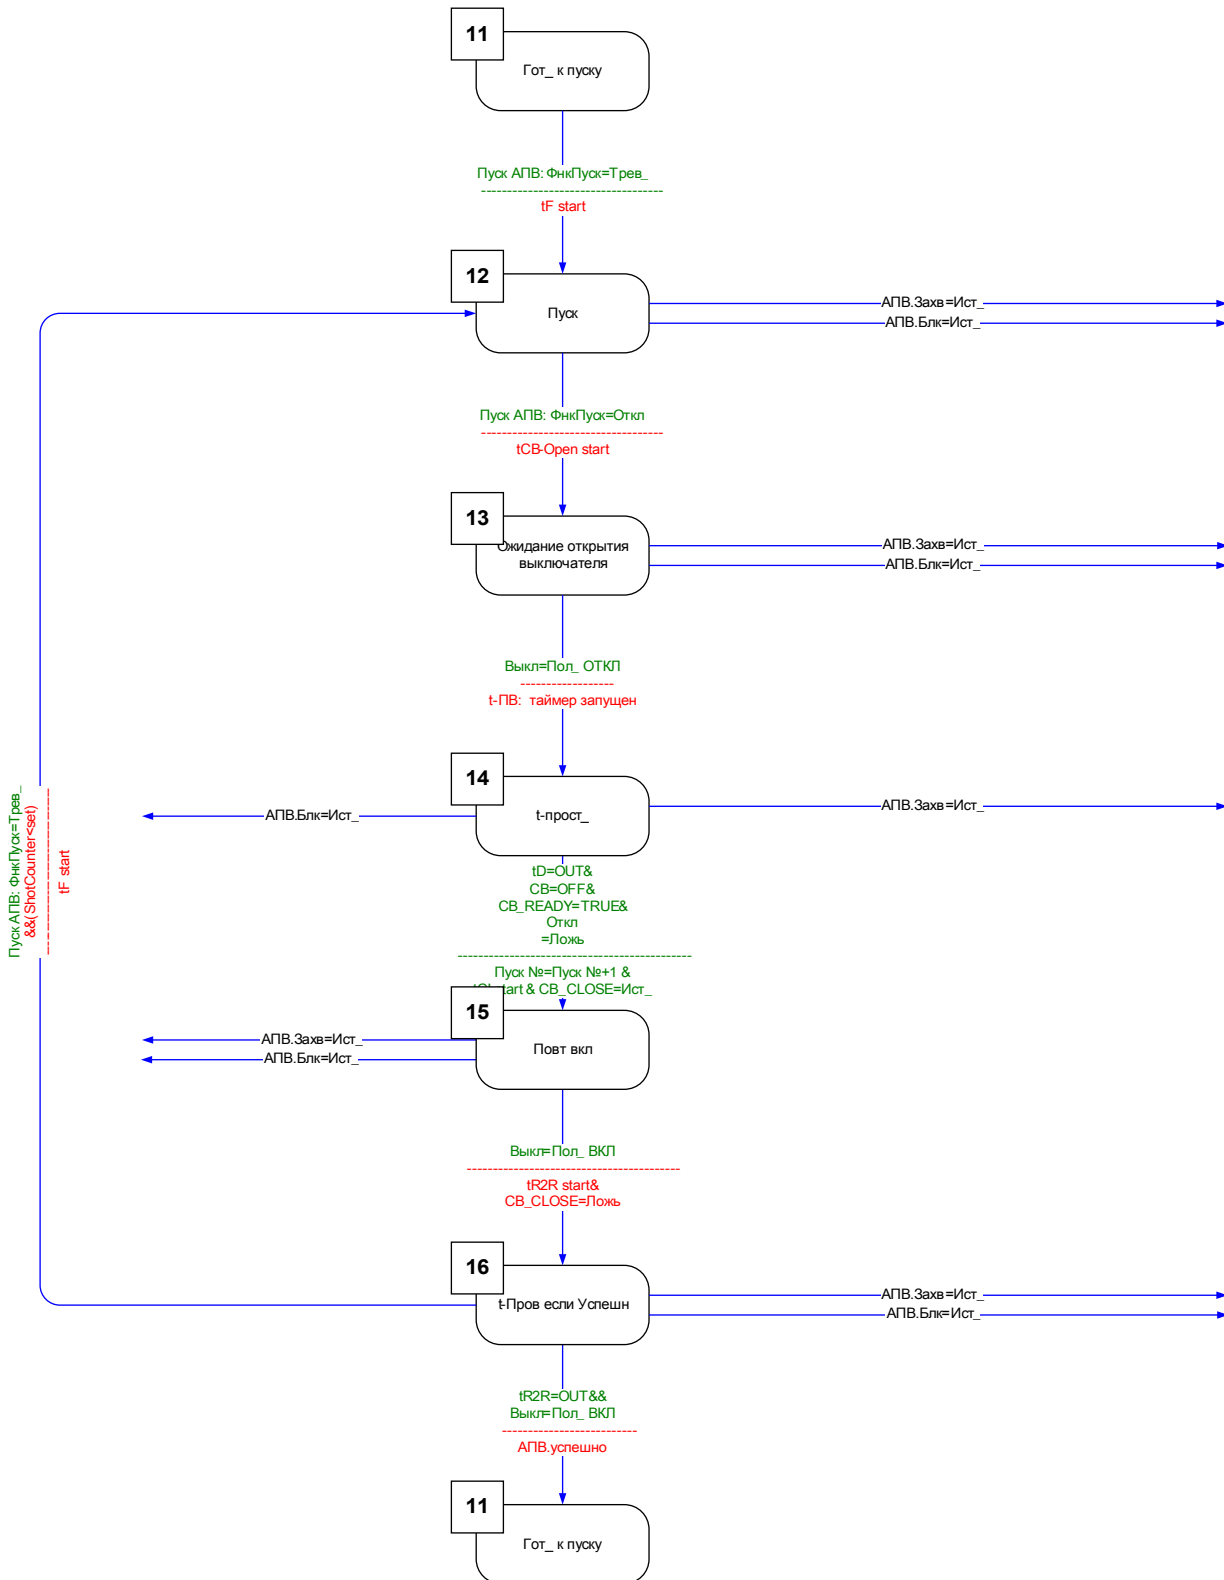 11
Гот_ к пуску
Пуск АПВ: ФнкПуск=Трев_
tF start
12
Пуск
АПВ.Захв=Ист_
АПВ.Блк=Ист_
Пуск АПВ: ФнкПуск=Откл
tCB-Open start
13
Ожидание открытия
выключателя
АПВ.Захв=Ист_
АПВ.Блк=Ист_
Выкл=Пол_ ОТКЛ
t-ПВ: таймер запущен
14
t-прост_
АПВ.Блк=Ист_
АПВ.Захв=Ист_
Пуск АПВ: ФнкПуск=Трев_
&&(ShotCounter<set)
tF start
tD=OUT&
CB=OFF&
CB_READY=TRUE&
Откл
=Ложь
Пуск №=Пуск №+1 &
start & CB_CLOSE=Ист_
15
Повт вкл
АПВ.Захв=Ист_
АПВ.Блк=Ист_
Выкл=Пол_ ВКЛ
tR2R start&
CB_CLOSE=Ложь
16
t-Пров если Успешн
АПВ.Захв=Ист_
АПВ.Блк=Ист_
tR2R=OUT&&
Выкл=Пол_ ВКЛ
АПВ.успешно
11
Гот_ к пуску